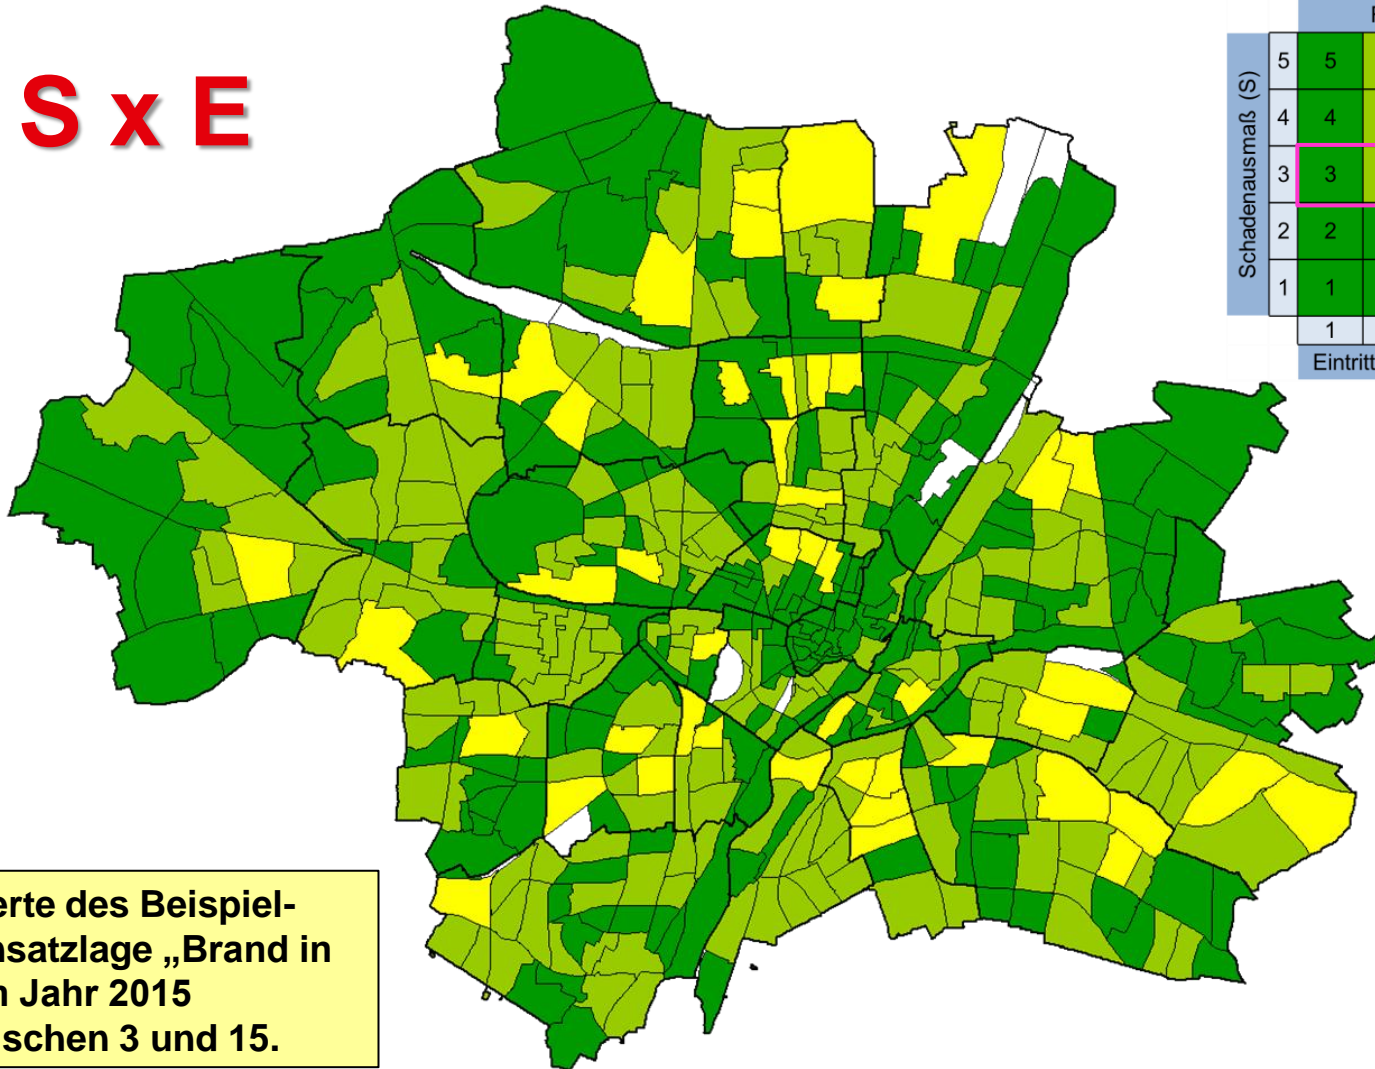 S x E
Schadenausmaß (S)
5 5
4 4
3 3
2 2
1 1
1
Eintritt
erte des Beispiel-
nsatzlage „Brand in
n Jahr 2015
ischen 3 und 15.